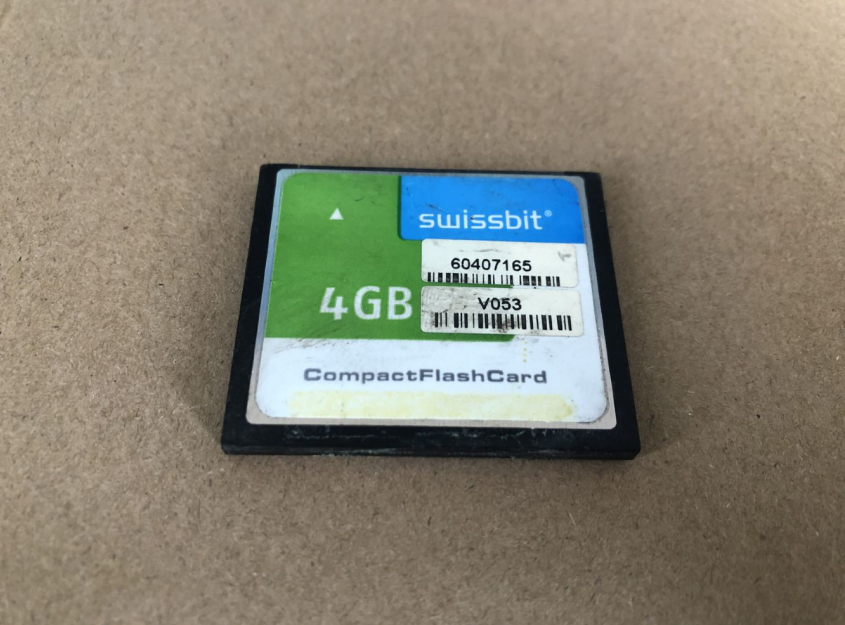 swissbit®
60407165
4GB
V053
CompactFlashCard